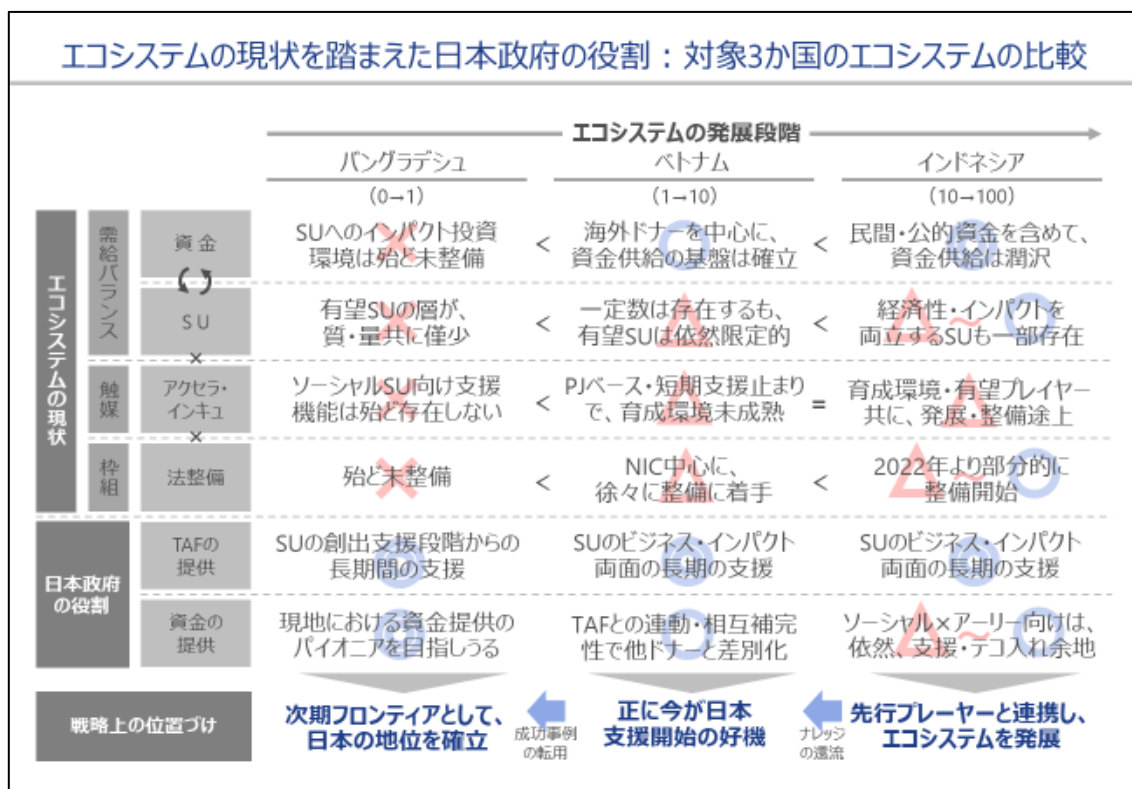 エコシステムの現状を踏まえた日本政府の役割：対象3か国のエコシステムの比較
エコシステムの発展段階
バングラデシュ
ベトナム
インドネシア
(0→1)
(1→10)
(10→100)
エコシステムの現状
需給バランス
資金
SUへのインパクト投資
環境は殆ど未整備
<
海外ドナーを中心に、
資金供給の基盤は確立
<
民間・公的資金を含めて、
資金供給は潤沢
SU
有望SUの層が、
質・量共に僅少
<
一定数は存在するも、
有望SUは依然限定的
<
経済性・インパクトを
両立するSUも一部存在
×
触媒
アクセラ・
インキュ
ソーシャルSU向け支援
機能は殆ど存在しない
<
PJベース・短期支援止まり
で、育成環境未成熟
=
育成環境・有望プレイヤー
共に、発展・整備途上
×
枠組
法整備
殆ど未整備
<
NIC中心に、
徐々に整備に着手
<
2022年より部分的に
整備開始
日本政府
の役割
TAFの
提供
SUの創出支援段階からの
長期間の支援
SUのビジネス・インパクト
両面の長期の支援
SUのビジネス・インパクト
両面の長期の支援
資金の
提供
現地における資金提供の
パイオニアを目指しうる
TAFとの連動・相互補完
性で他ドナーと差別化
ソーシャル×アーリー向けは、
依然、支援・テコ入れ余地
戦略上の位置づけ
次期フロンティアとして、
日本の地位を確立
成功事例
の転用
正に今が日本
支援開始の好機
ナレッジ
の還流
先行プレーヤーと連携し、
エコシステムを発展